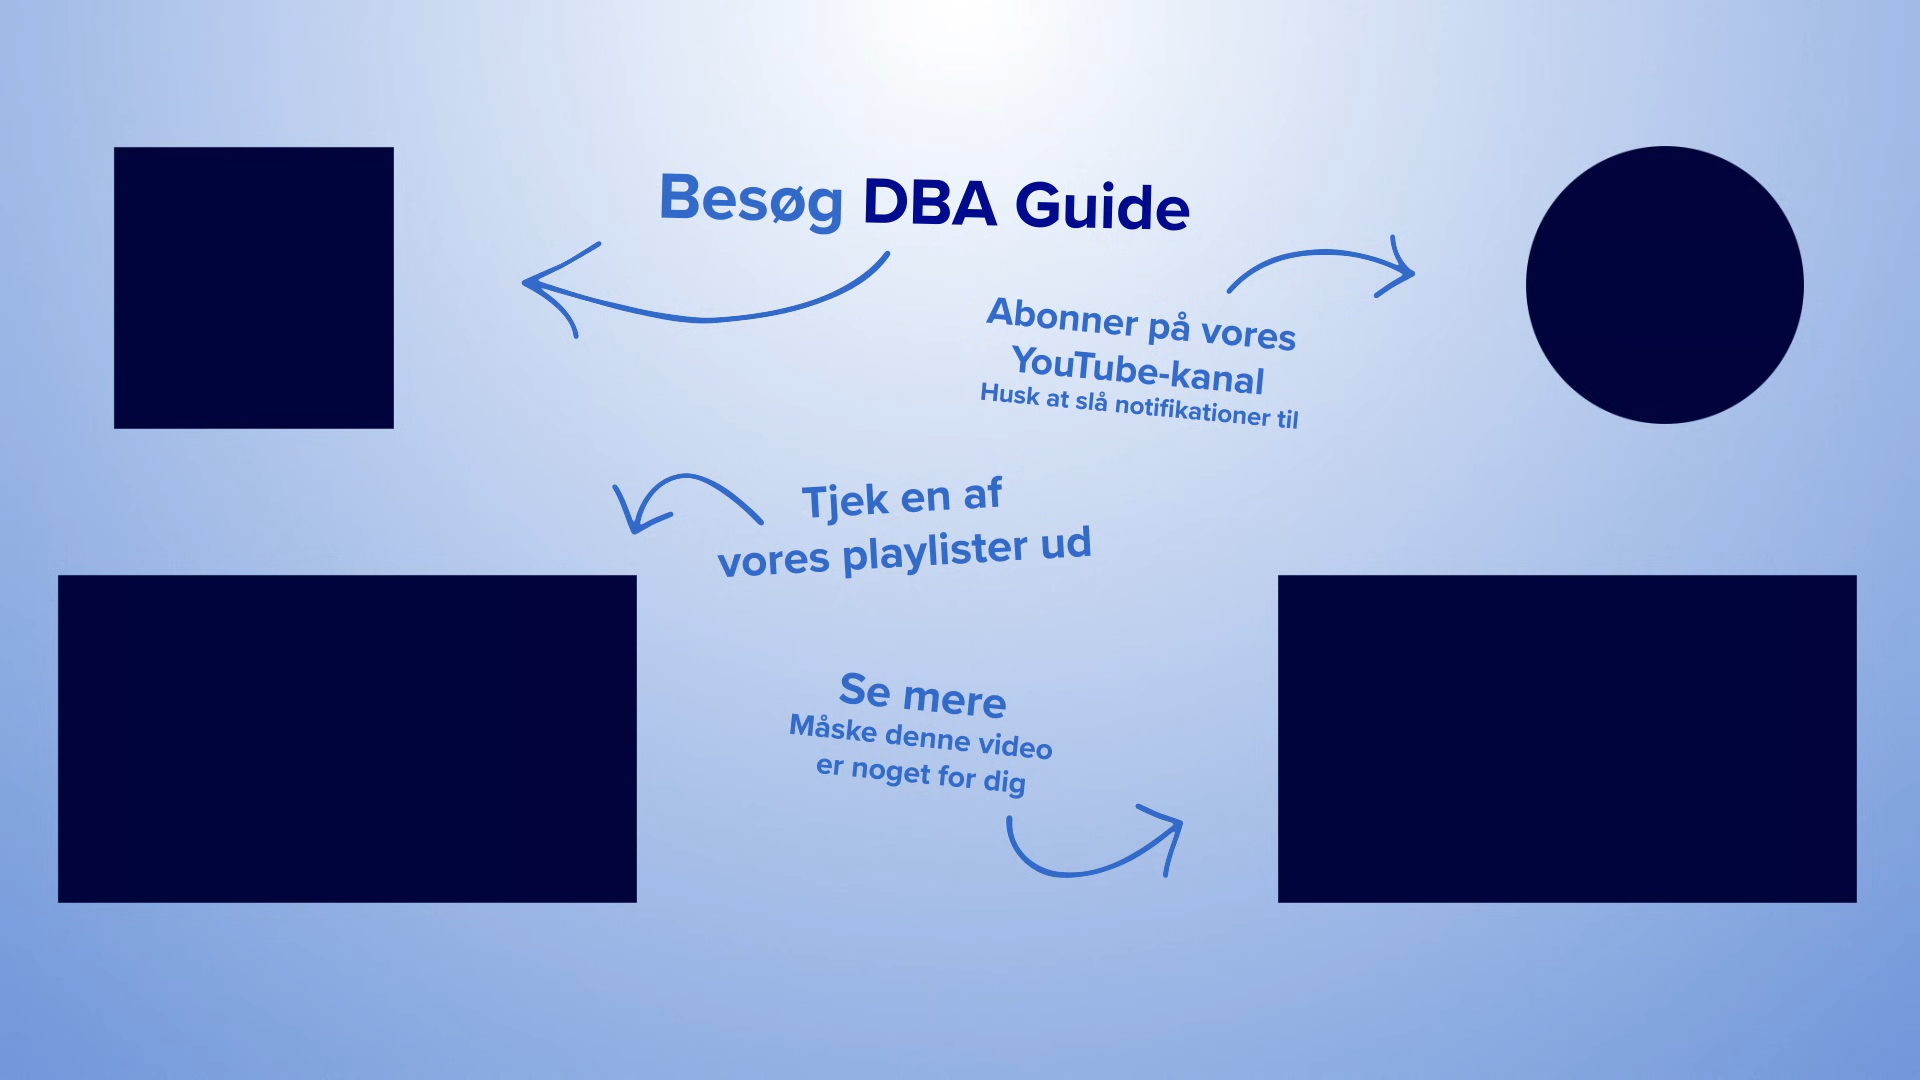 Besøg DBA Guide
Abonner på vores
YouTube-kanal
Husk at slå notifikationer til
Tjek en af
vores playlister ud
Se mere
Måske denne video
er noget for dig